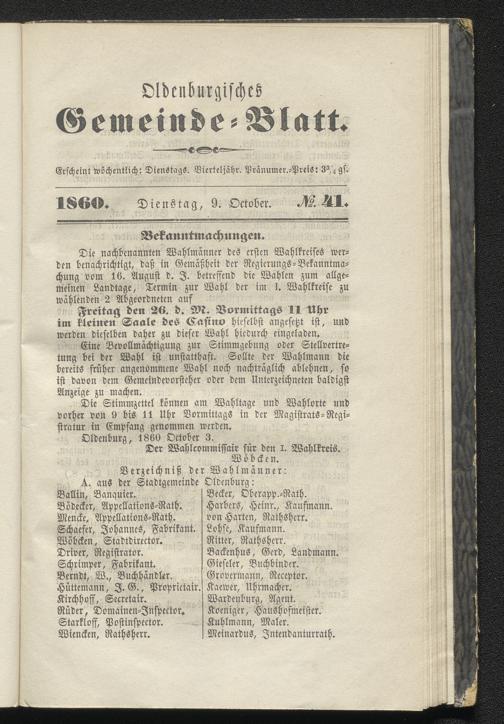 Oldenburgisches
Gemeinde-Blatt.
Erscheint wöchentlich: Dienstags. Vierteljähr. Pränumer.-Preis: 3¾ gs.
1860. Dienstag, 9. October. №. 41.
Bekanntmachungen.
Die nachbenannten Wahlmänner des ersten Wahlkreises wer-
den benachrichtigt, daß in Gemäßheit der Regierungs-Bekanntma-
chung vom 16. August d. J. betreffend die Wahlen zum allge-
meinen Landtage, Termin zur Wahl der im I. Wahlkreise zu
wählenden 2 Abgeordneten auf
Freitag den 26. d. M. Vormittags 11 Uhr
im kleinen Saale des Casino hieselbst angesetzt ist, und
werden dieselben daher zu dieser Wahl hiedurch eingeladen.
Eine Bevollmächtigung zur Stimmgebung oder Stellvertre-
tung bei der Wahl ist unstatthaft. Sollte der Wahlmann die
bereits früher angenommene Wahl noch nachträglich ablehnen, so
ist davon dem Gemeindevorsteher oder dem Unterzeichneten baldigst
Anzeige zu machen.
Die Stimmzettel können am Wahltage und Wahlorte und
vorher von 9 bis 11 Uhr Vormittags in der Magistrats-Regi-
stratur in Empfang genommen werden.
Oldenburg, 1860 October 3.
Der Wahlcommissair für den I. Wahlkreis.
Wöbcken.
Verzeichniß der Wahlmänner:
A. aus der Stadtgemeinde Oldenburg:
Ballin, Banquier.
Bödecker, Appellations-Rath.
Mencke, Appellations-Rath.
Schaefer, Johannes, Fabrikant.
Wöbcken, Stadtdirector.
Driver, Registrator.
Schrimper, Fabrikant.
Berndt, W., Buchhändler.
Hüttemann, J. G., Proprietair.
Kirchhoff, Secretair.
Rüder, Domainen-Inspector.
Starkloff, Postinspector.
Wiencken, Rathsherr.
Becker, Oberapp.-Rath.
Harbers, Heinr., Kaufmann.
von Harten, Rathsherr.
Lohse, Kaufmann.
Ritter, Rathsherr.
Backenhus, Gerd, Landmann.
Gieseler, Buchbinder.
Grovermann, Receptor.
Kaewer, Uhrmacher.
Wardenburg, Agent.
Koeniger, Haushofmeister.
Kuhlmann, Maler.
Meinardus, Intendanturrath.